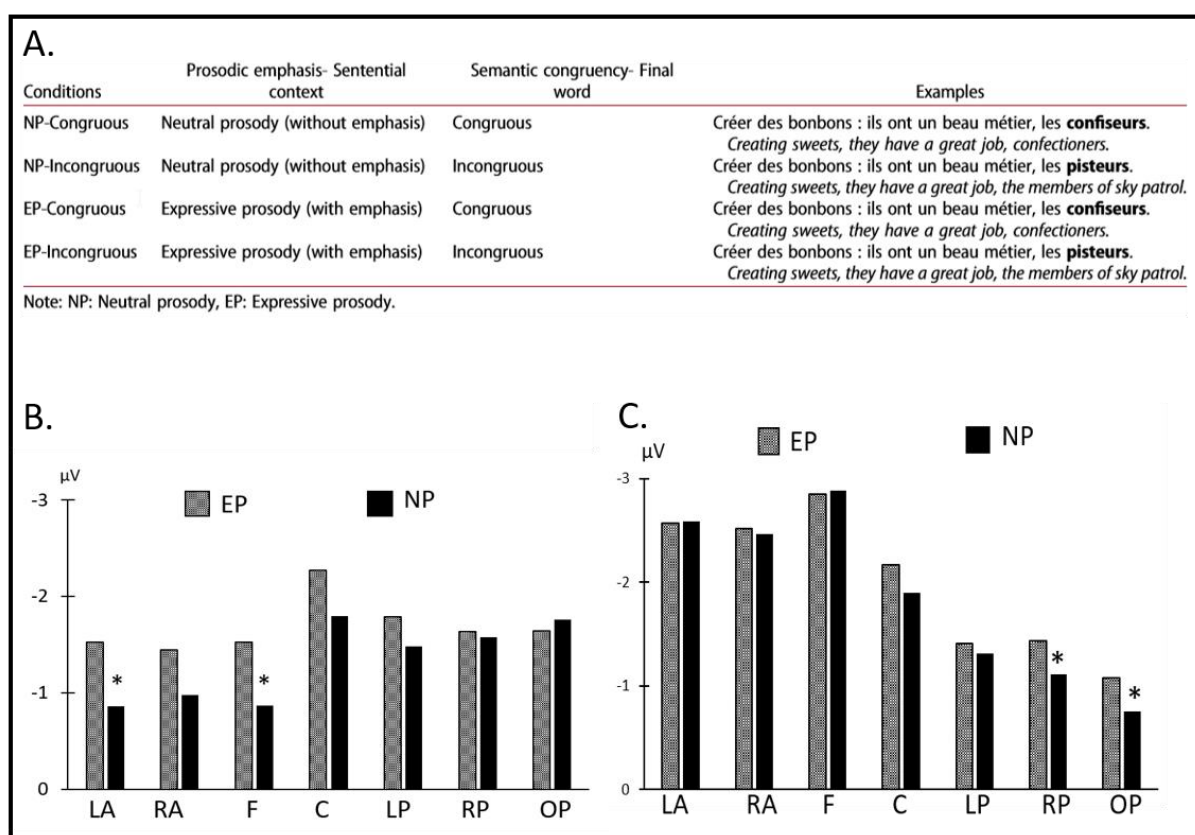 A.
Conditions Prosodic emphasis- Sentential context Semantic congruency- Final word Examples
NP-Congruous Neutral prosody (without emphasis) Congruous Créer des bonbons : ils ont un beau métier, les confiseurs.
Creating sweets, they have a great job, confectioners.
NP-Incongruous Neutral prosody (without emphasis) Incongruous Créer des bonbons : ils ont un beau métier, les pisteurs.
Creating sweets, they have a great job, the members of sky patrol.
EP-Congruous Expressive prosody (with emphasis) Congruous Créer des bonbons : ils ont un beau métier, les confiseurs.
Creating sweets, they have a great job, confectioners.
EP-Incongruous Expressive prosody (with emphasis) Incongruous Créer des bonbons : ils ont un beau métier, les pisteurs.
Creating sweets, they have a great job, the members of sky patrol.
Note: NP: Neutral prosody, EP: Expressive prosody.
B.
µV
EP NP
-3
-2
-1
0
* *
LA RA F C LP RP OP
C.
EP NP
µV
-3
-2
-1
0
* *
LA RA F C LP RP OP